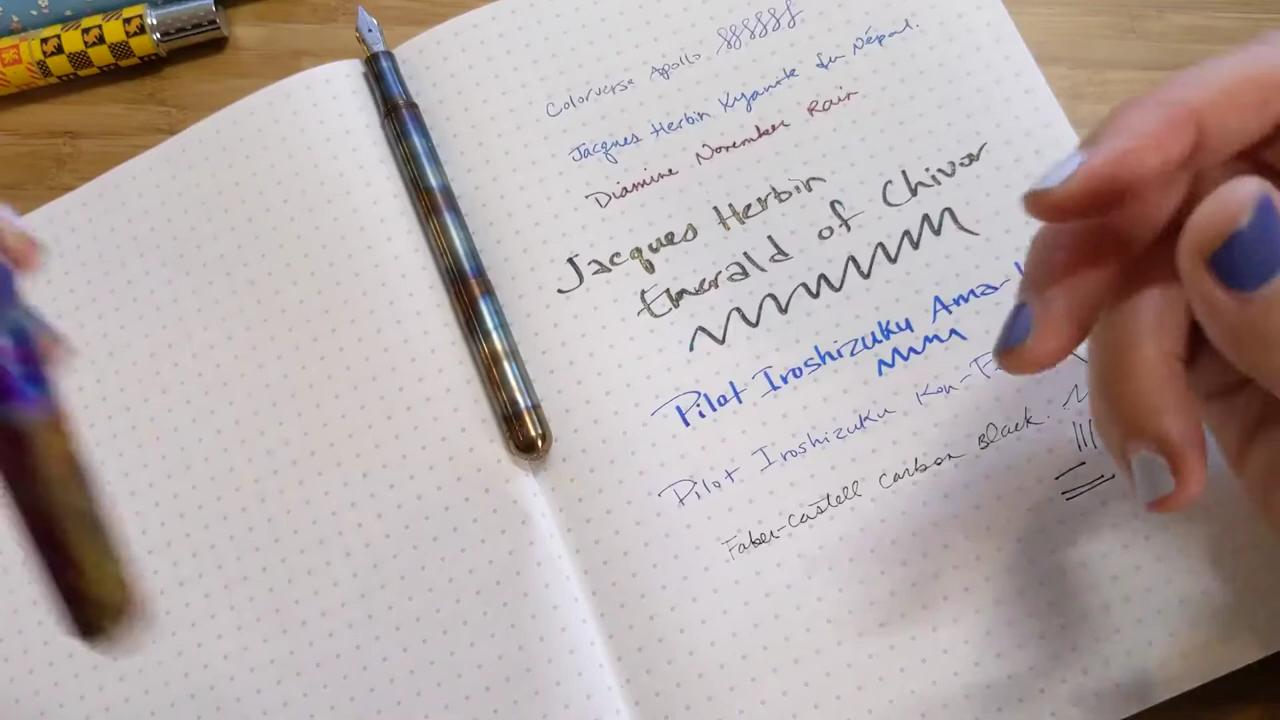 Colorverse Apollo
Jacques Herbin Kyanite du Népal.
Diamine November Rain
Jacques Herbin
Emerald of Chivor
Pilot Iroshizuku Ama-
Pilot Iroshizuku Kon-
Faber-Castell Carbon Black.